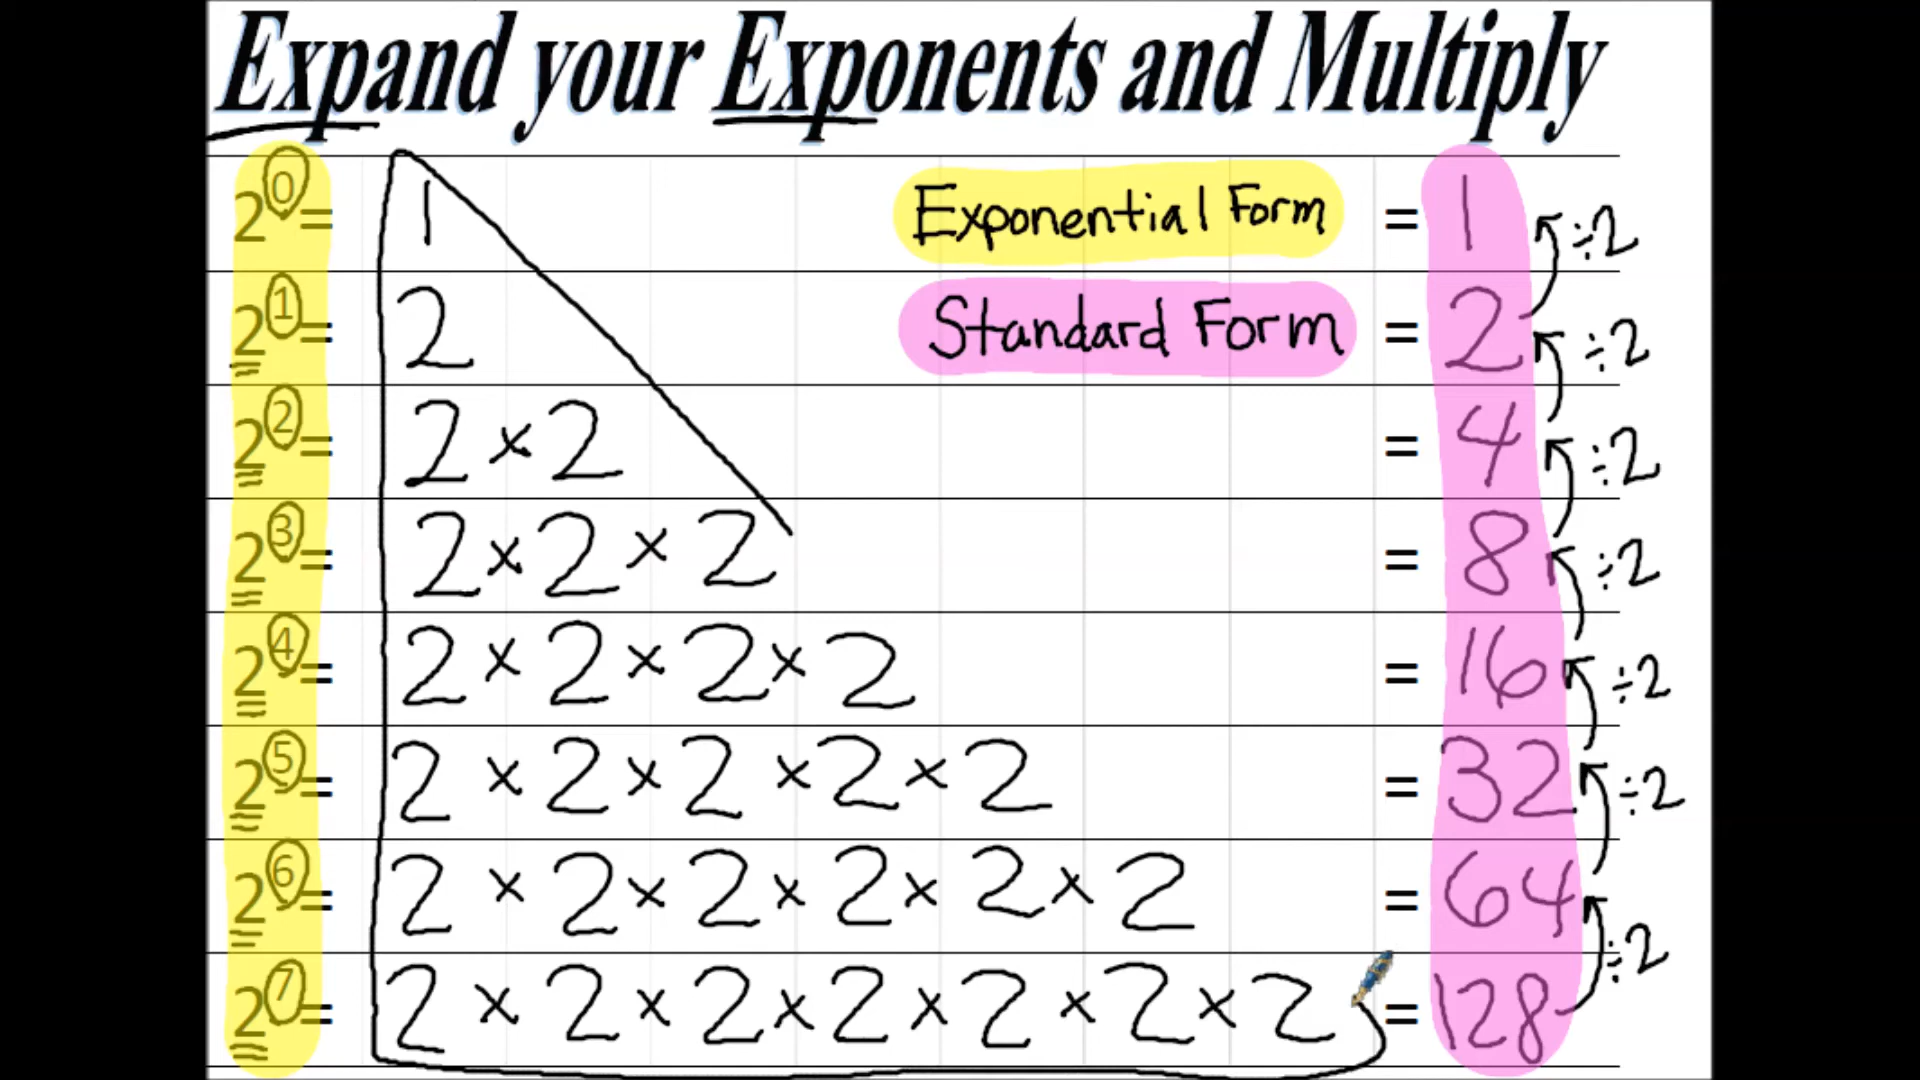 Expand your Exponents and Multiply
2⁰= 1 Exponential Form = 1 ÷2
2¹= 2 Standard Form = 2 ÷2
2²= 2 × 2 = 4 ÷2
2³= 2 × 2 × 2 = 8 ÷2
2⁴= 2 × 2 × 2 × 2 = 16 ÷2
2⁵= 2 × 2 × 2 × 2 × 2 = 32 ÷2
2⁶= 2 × 2 × 2 × 2 × 2 × 2 = 64 ÷2
2⁷= 2 × 2 × 2 × 2 × 2 × 2 × 2 = 128